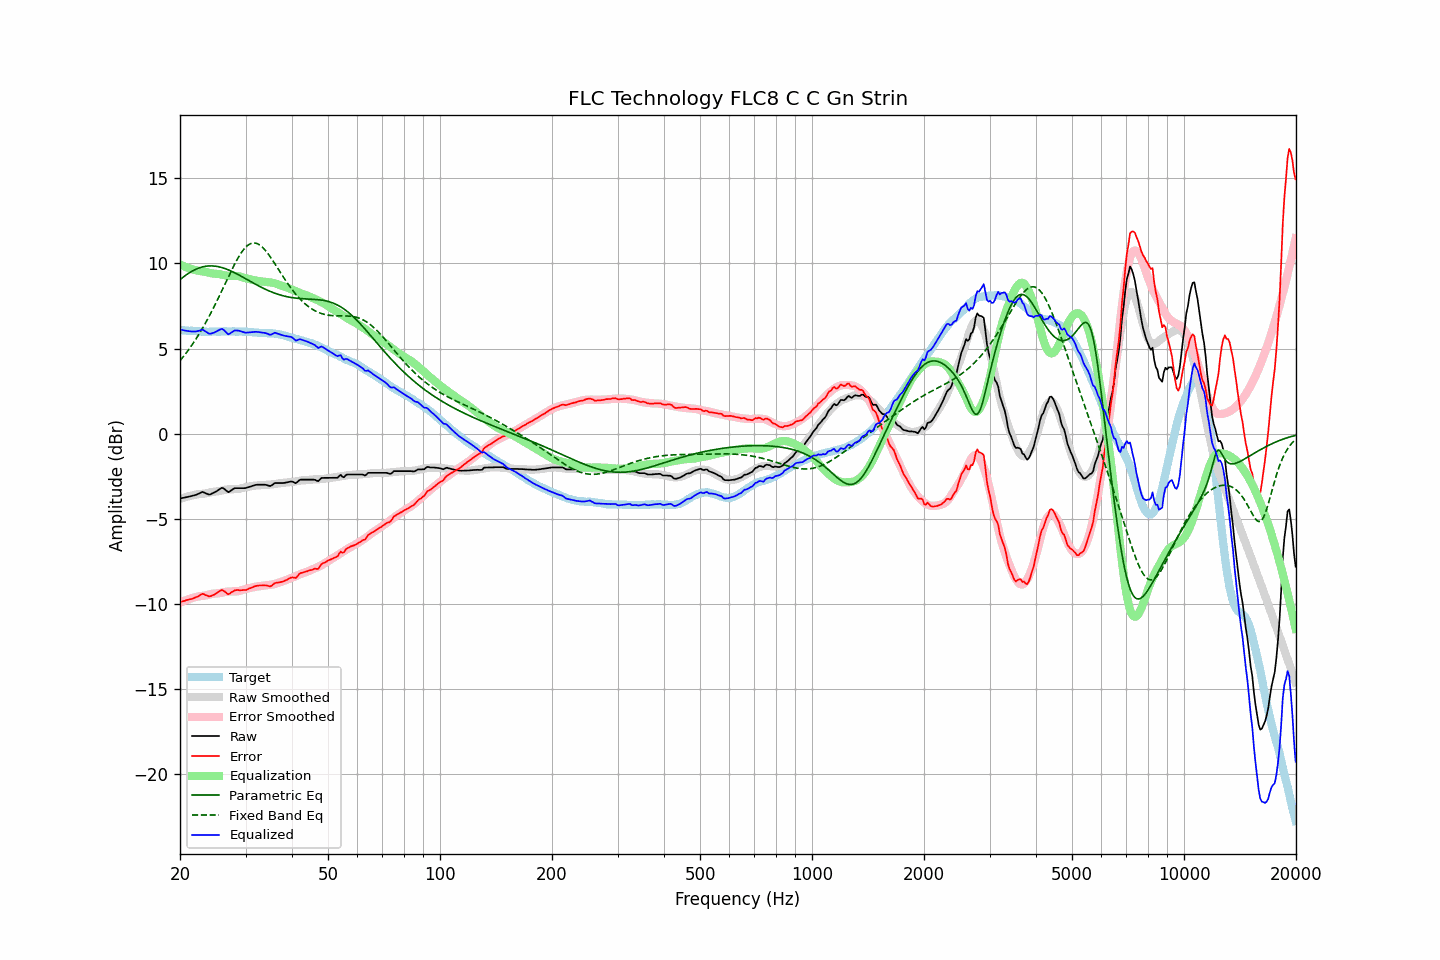 FLC Technology FLC8 C C Gn Strin
Amplitude (dBr)
15
10
5
0
−5
−10
−15
−20
Target
Raw Smoothed
Error Smoothed
Raw
Error
Equalization
Parametric Eq
Fixed Band Eq
Equalized
20 50 100 200 500 1000 2000 5000 10000 20000
Frequency (Hz)